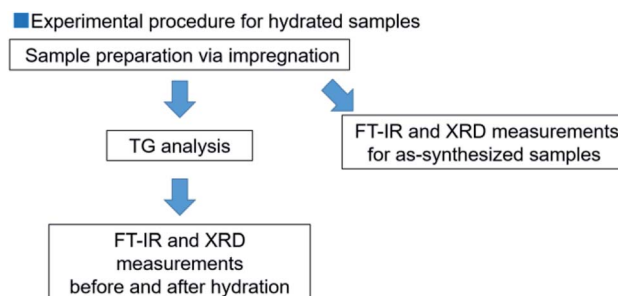 Experimental procedure for hydrated samples
Sample preparation via impregnation
TG analysis
FT-IR and XRD measurements
for as-synthesized samples
FT-IR and XRD
measurements
before and after hydration